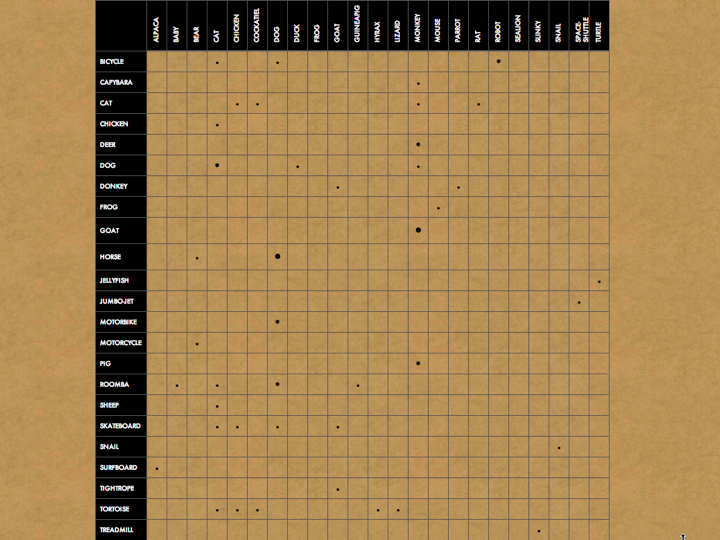 ALPACA
BABY
BEAR
CAT
CHICKEN
COCKATIEL
DOG
DUCK
FROG
GOAT
GUINEAPIG
HYRAX
LIZARD
MONKEY
MOUSE
PARROT
RAT
ROBOT
SEALION
SLINKY
SNAIL
SPACE-
SHUTTLE
TURTLE
BICYCLE
CAPYBARA
CAT
CHICKEN
DEER
DOG
DONKEY
FROG
GOAT
HORSE
JELLYFISH
JUMBOJET
MOTORBIKE
MOTORCYCLE
PIG
ROOMBA
SHEEP
SKATEBOARD
SNAIL
SURFBOARD
TIGHTROPE
TORTOISE
TREADMILL